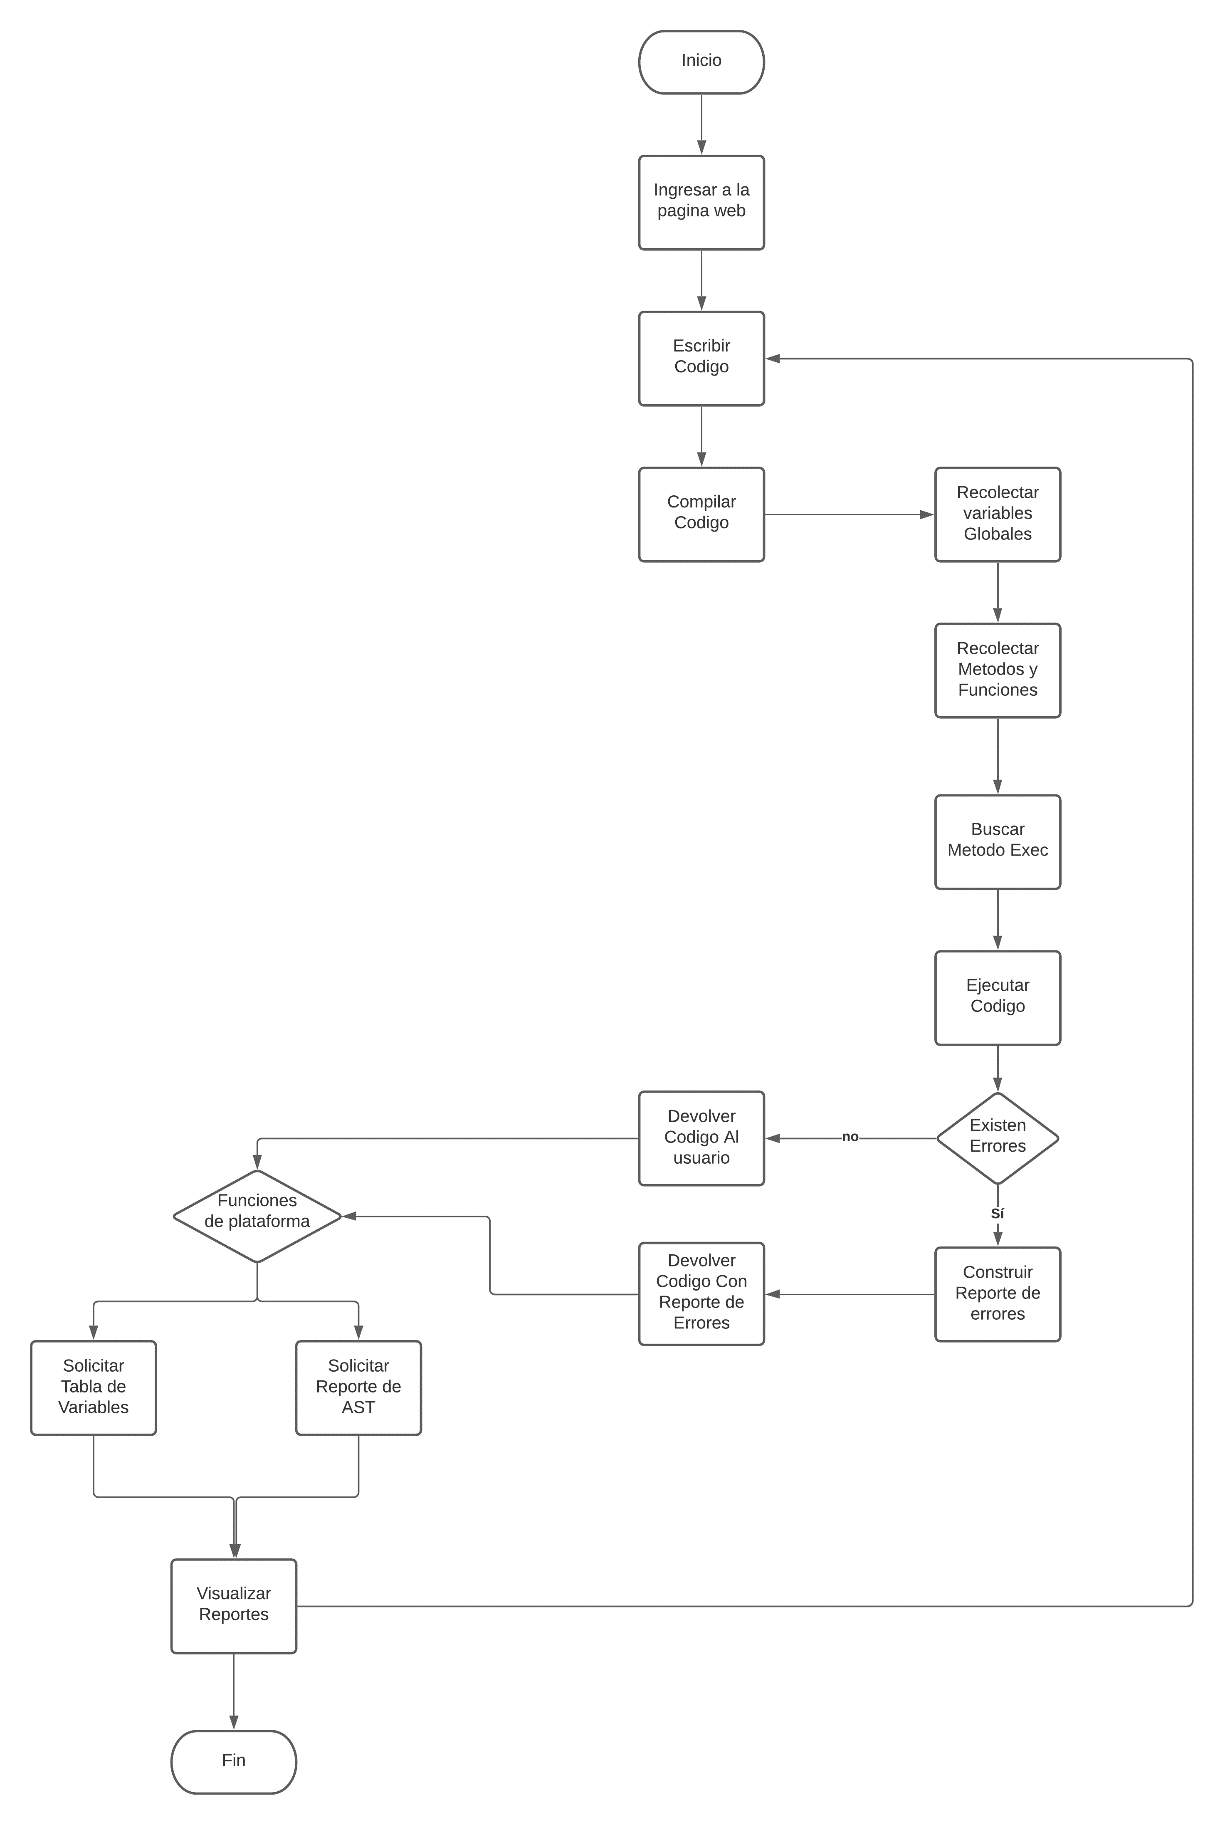 Inicio
Ingresar a la
pagina web
Escribir
Codigo
Compilar
Codigo
Recolectar
variables
Globales
Recolectar
Metodos y
Funciones
Buscar
Metodo Exec
Ejecutar
Codigo
Existen
Errores
no
Devolver
Codigo Al
usuario
Sí
Construir
Reporte de
errores
Devolver
Codigo Con
Reporte de
Errores
Funciones
de plataforma
Solicitar
Tabla de
Variables
Solicitar
Reporte de
AST
Visualizar
Reportes
Fin